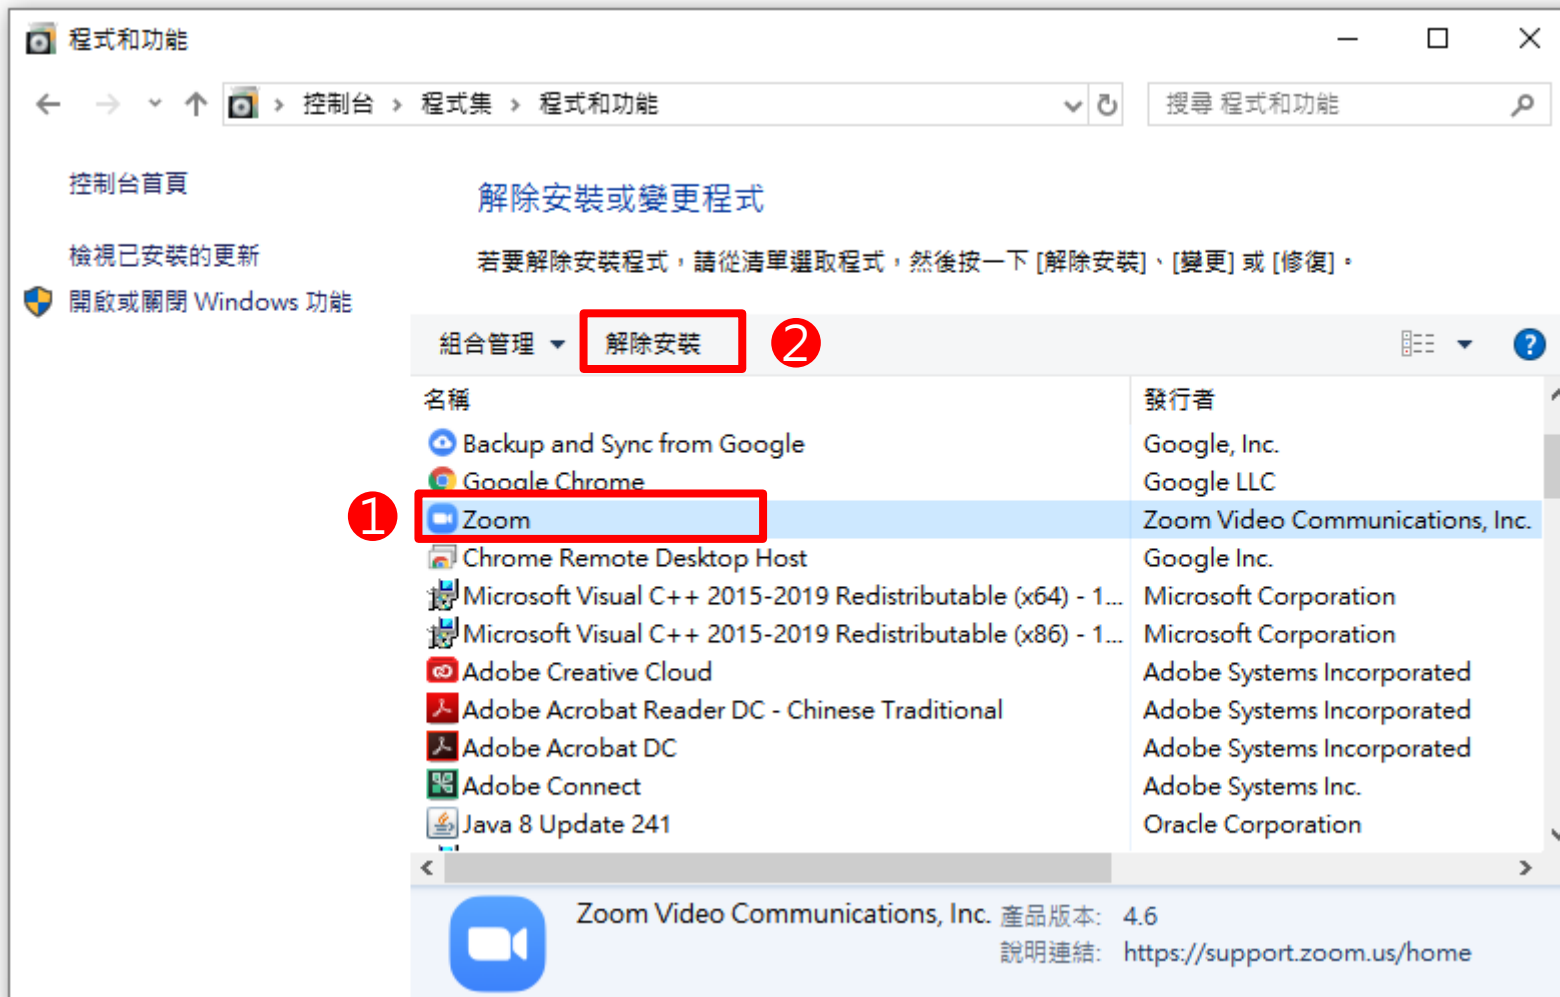 程式和功能
控制台 › 程式集 › 程式和功能
搜尋 程式和功能
控制台首頁
檢視已安裝的更新
開啟或關閉 Windows 功能
解除安裝或變更程式
若要解除安裝程式，請從清單選取程式，然後按一下 [解除安裝]、[變更] 或 [修復]。
組合管理 解除安裝 2
名稱 發行者
Backup and Sync from Google Google, Inc.
Google Chrome Google LLC
1 Zoom Zoom Video Communications, Inc.
Chrome Remote Desktop Host Google Inc.
Microsoft Visual C++ 2015-2019 Redistributable (x64) - 1... Microsoft Corporation
Microsoft Visual C++ 2015-2019 Redistributable (x86) - 1... Microsoft Corporation
Adobe Creative Cloud Adobe Systems Incorporated
Adobe Acrobat Reader DC - Chinese Traditional Adobe Systems Incorporated
Adobe Acrobat DC Adobe Systems Incorporated
Adobe Connect Adobe Systems Inc.
Java 8 Update 241 Oracle Corporation
Zoom Video Communications, Inc. 產品版本: 4.6
說明連結: https://support.zoom.us/home